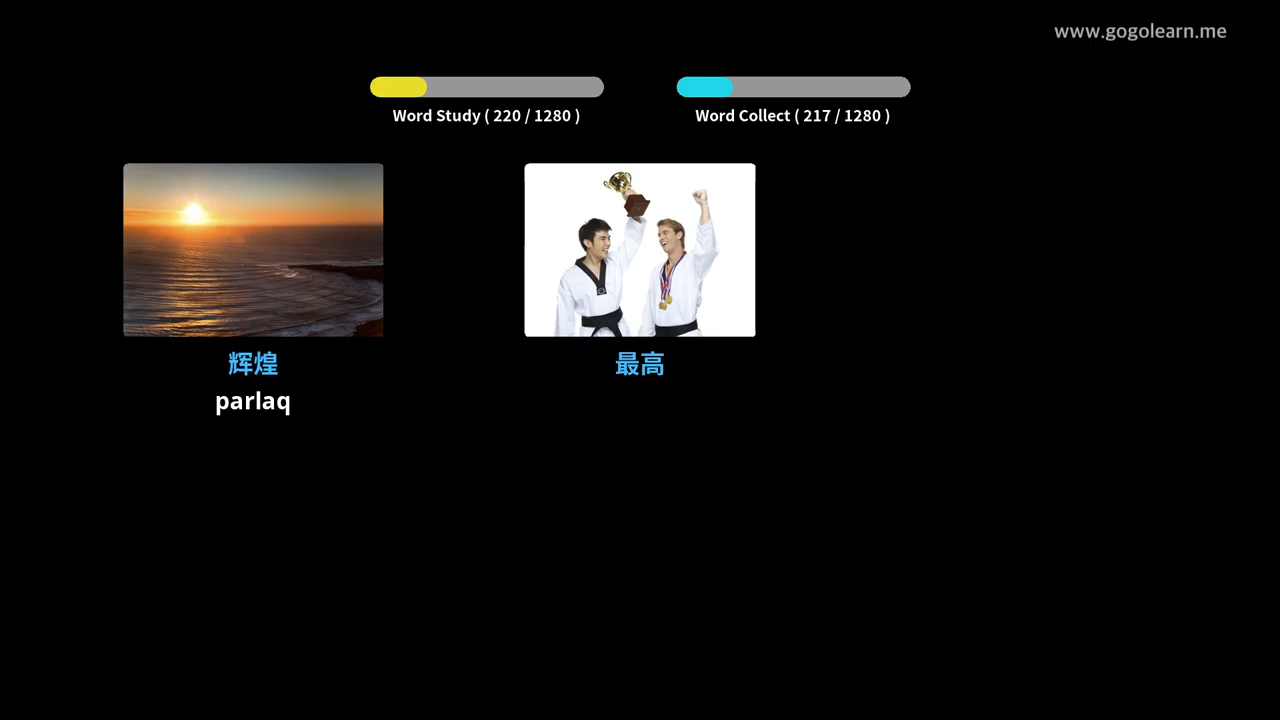 www.gogolearn.me
Word Study ( 220 / 1280 )
Word Collect ( 217 / 1280 )
辉煌
parlaq
最高